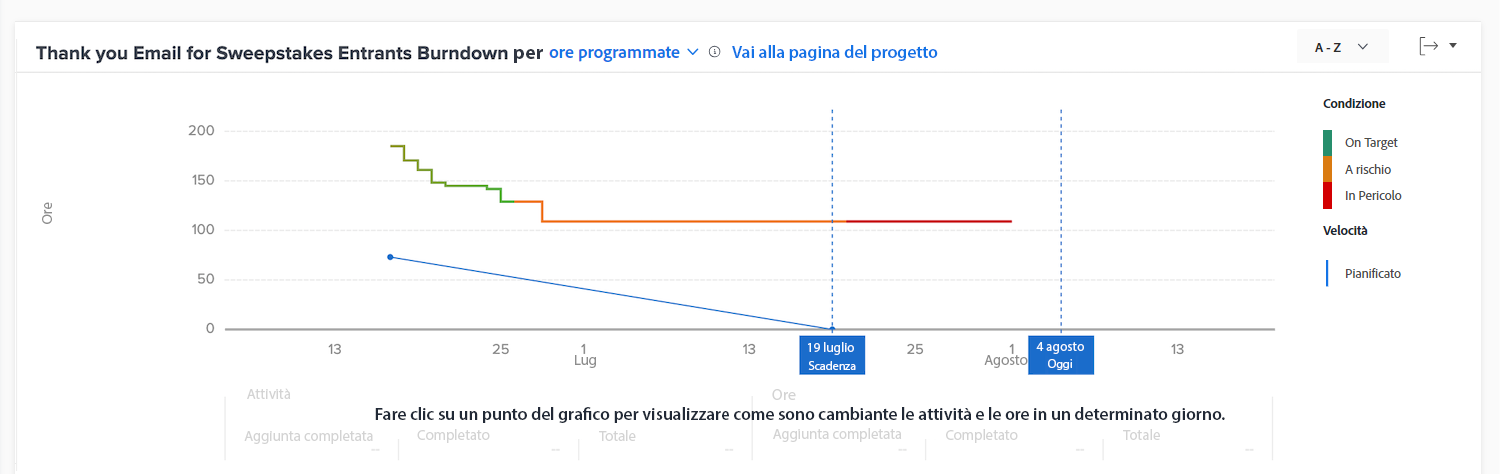 Thank you Email for Sweepstakes Entrants Burndown per ore programmate Vai alla pagina del progetto
A - Z
Condizione
On Target
A rischio
In Pericolo
Velocità
Pianificato
Ore
200
150
100
50
0
13 25 1 13 25 1 13
Lug Agosto
19 luglio
Scadenza
4 agosto
Oggi
Attività Ore
Fare clic su un punto del grafico per visualizzare come sono cambiante le attività e le ore in un determinato giorno.
Aggiunta completata Completato Totale Aggiunta completata Completato Totale
-- -- -- -- -- --